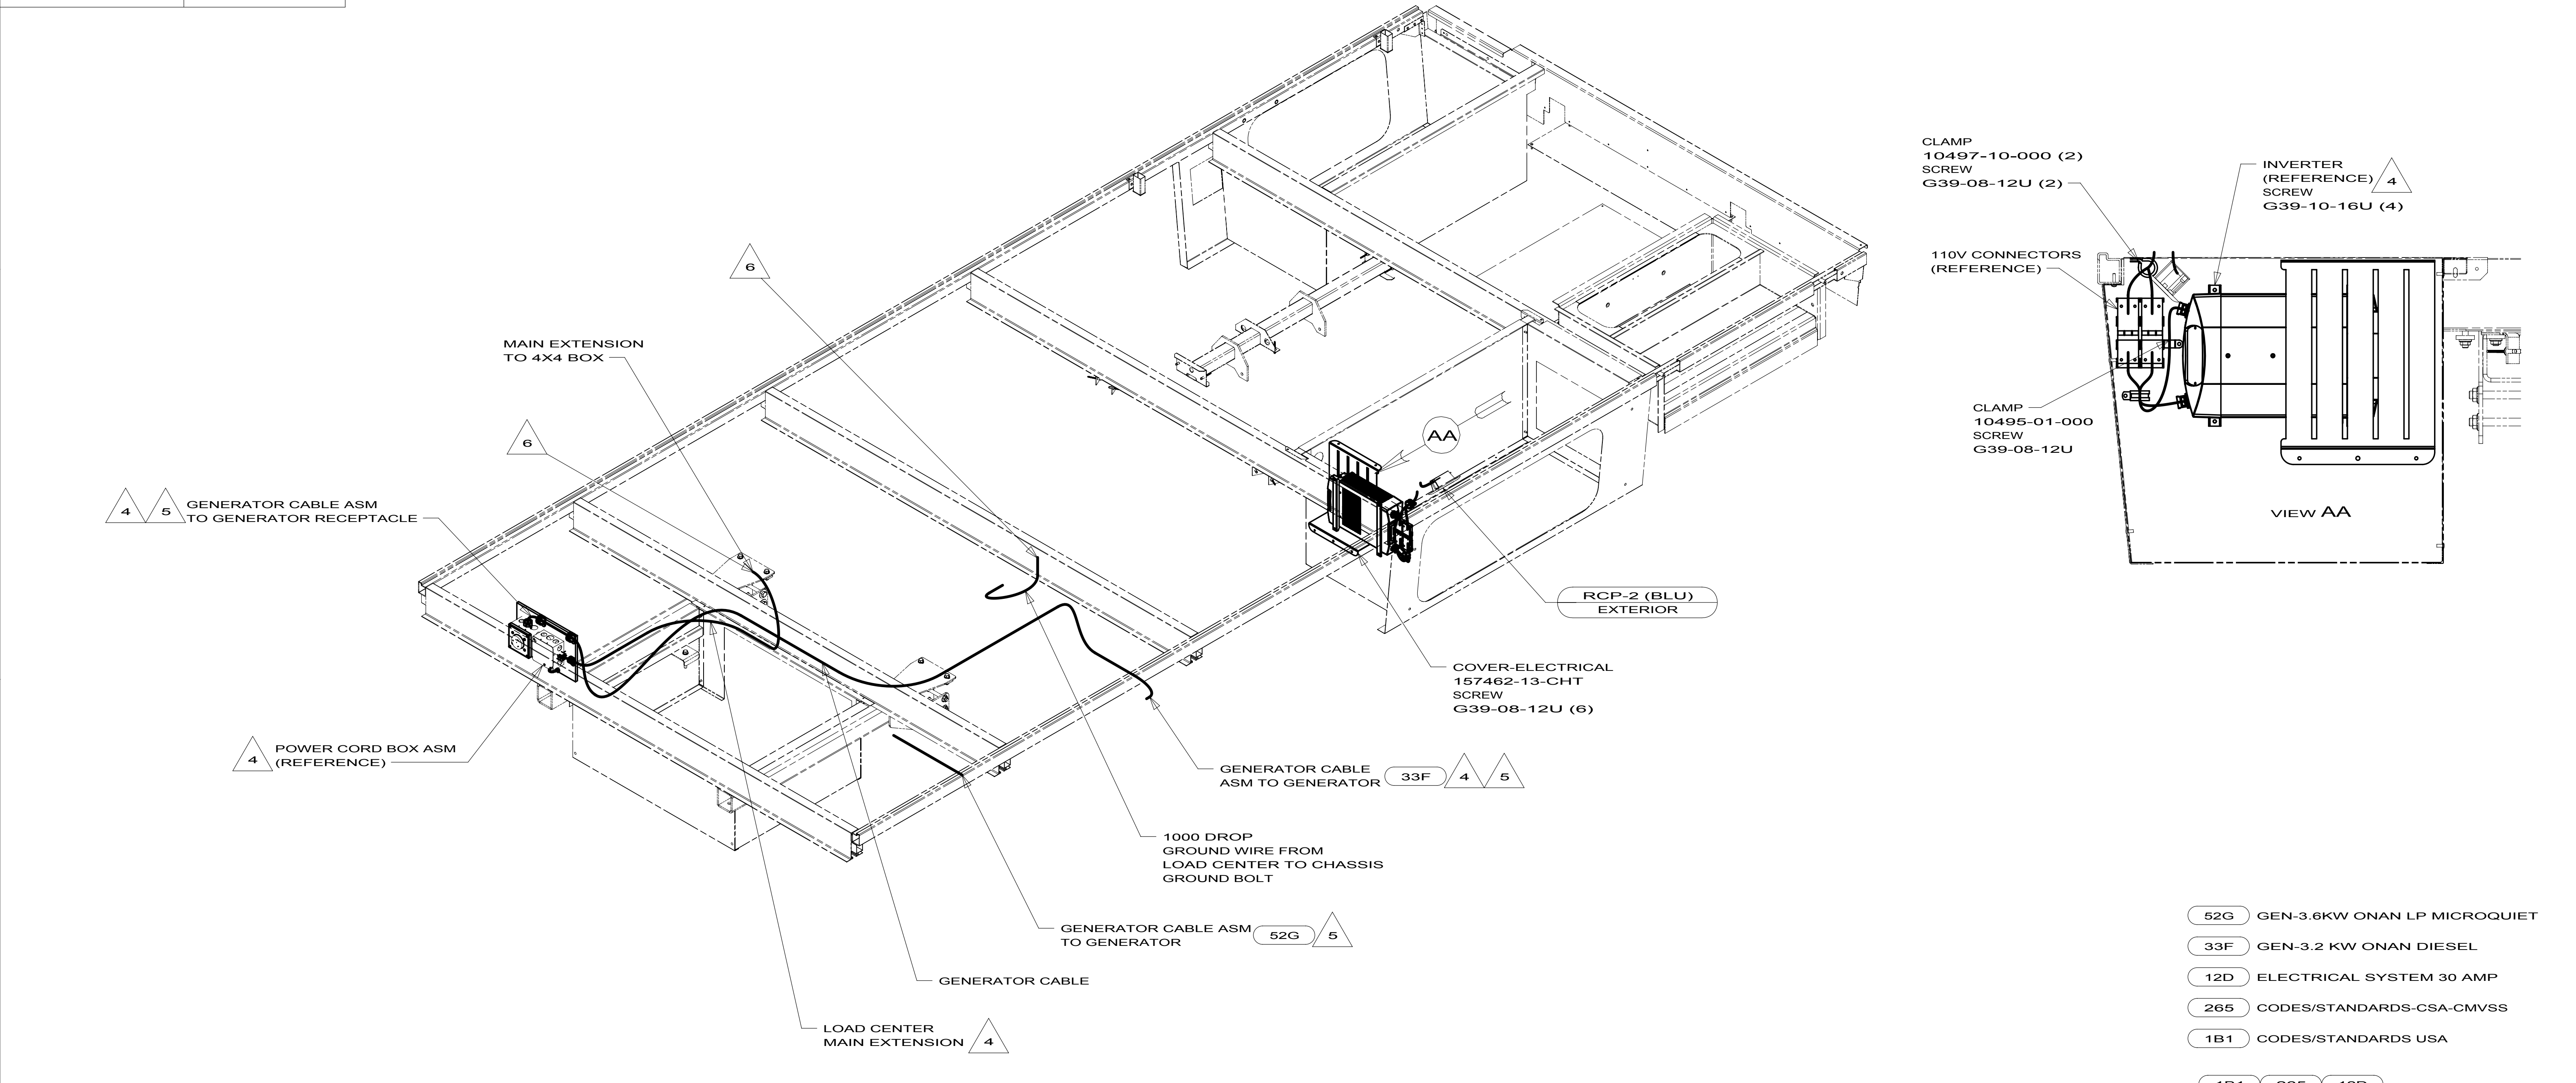 CLAMP
10497-10-000 (2)
SCREW
G39-08-12U (2)
INVERTER
(REFERENCE)
4
SCREW
G39-10-16U (4)
110V CONNECTORS
(REFERENCE)
CLAMP
10495-01-000
SCREW
G39-08-12U
VIEW AA
6
MAIN EXTENSION
TO 4X4 BOX
6
AA
4 5 GENERATOR CABLE ASM
TO GENERATOR RECEPTACLE
RCP-2 (BLU)
EXTERIOR
COVER-ELECTRICAL
157462-13-CHT
SCREW
G39-08-12U (6)
4 POWER CORD BOX ASM
(REFERENCE)
GENERATOR CABLE
ASM TO GENERATOR 33F 4 5
1000 DROP
GROUND WIRE FROM
LOAD CENTER TO CHASSIS
GROUND BOLT
GENERATOR CABLE ASM
TO GENERATOR 52G 5
GENERATOR CABLE
LOAD CENTER
MAIN EXTENSION 4
52G GEN-3.6KW ONAN LP MICROQUIET
33F GEN-3.2 KW ONAN DIESEL
12D ELECTRICAL SYSTEM 30 AMP
265 CODES/STANDARDS-CSA-CMVSS
1B1 CODES/STANDARDS USA